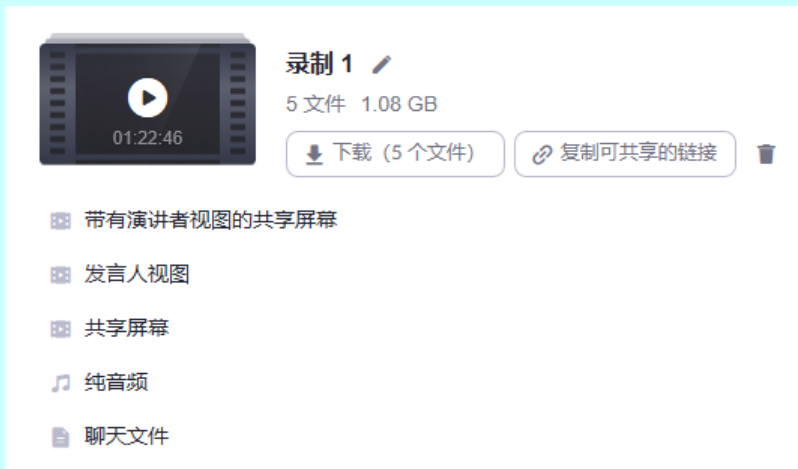 录制 1
5 文件 1.08 GB
01:22:46
下载（5 个文件） 复制可共享的链接
带有演讲者视图的共享屏幕
发言人视图
共享屏幕
纯音频
聊天文件